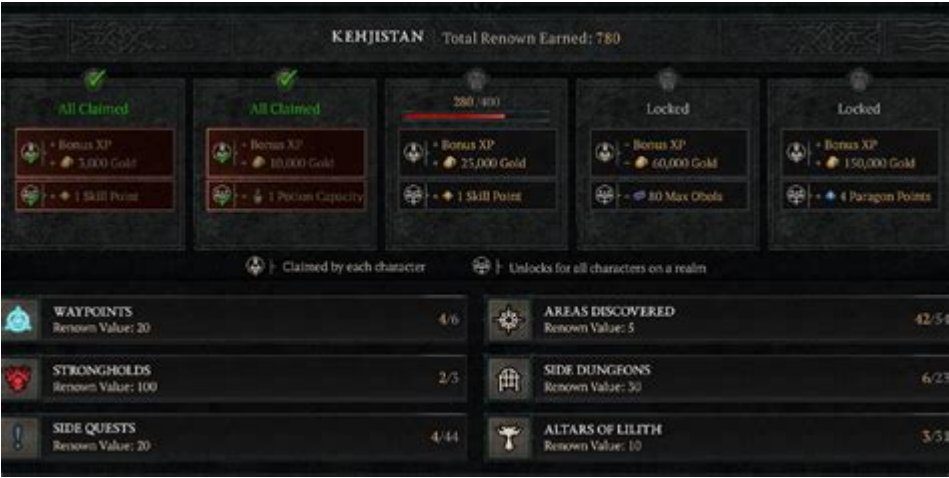 KEHJISTAN Total Renown Earned: 780
All Claimed
+ Bonus XP
+ 3,000 Gold
+ 1 Skill Point
All Claimed
+ Bonus XP
+ 10,000 Gold
+ 1 Potion Capacity
280/400
+ Bonus XP
+ 25,000 Gold
+ 1 Skill Point
Locked
+ Bonus XP
+ 60,000 Gold
+ 80 Max Obols
Locked
+ Bonus XP
+ 150,000 Gold
+ 4 Paragon Points
Claimed by each character
Unlocks for all characters on a realm
WAYPOINTS 4/6
Renown Value: 20
STRONGHOLDS 2/3
Renown Value: 100
SIDE QUESTS 4/44
Renown Value: 20
AREAS DISCOVERED 42/54
Renown Value: 5
SIDE DUNGEONS 6/23
Renown Value: 30
ALTARS OF LILITH 3/31
Renown Value: 10